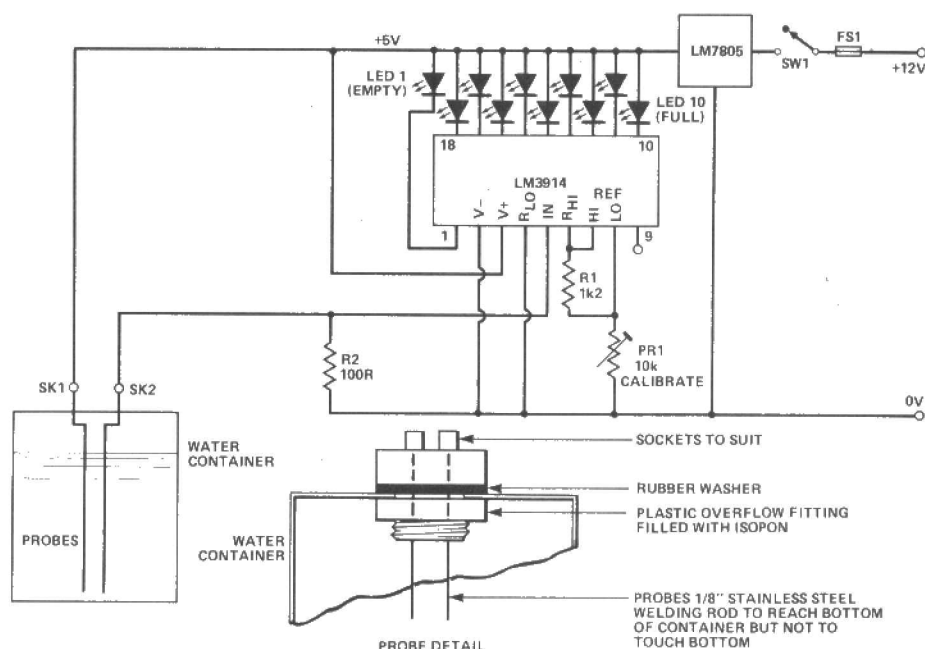 +5V
LM7805
SW1
FS1
+12V
LED 1
(EMPTY)
LED 10
(FULL)
18
10
LM3914
V-
V+
RLO
IN
RHI
REF
HI
LO
1
9
R1
1k2
R2
100R
PR1
10k
CALIBRATE
SK1
SK2
0V
WATER
CONTAINER
PROBES
SOCKETS TO SUIT
RUBBER WASHER
PLASTIC OVERFLOW FITTING
FILLED WITH ISOPON
WATER
CONTAINER
PROBES 1/8" STAINLESS STEEL
WELDING ROD TO REACH BOTTOM
OF CONTAINER BUT NOT TO
TOUCH BOTTOM
PROBE DETAIL